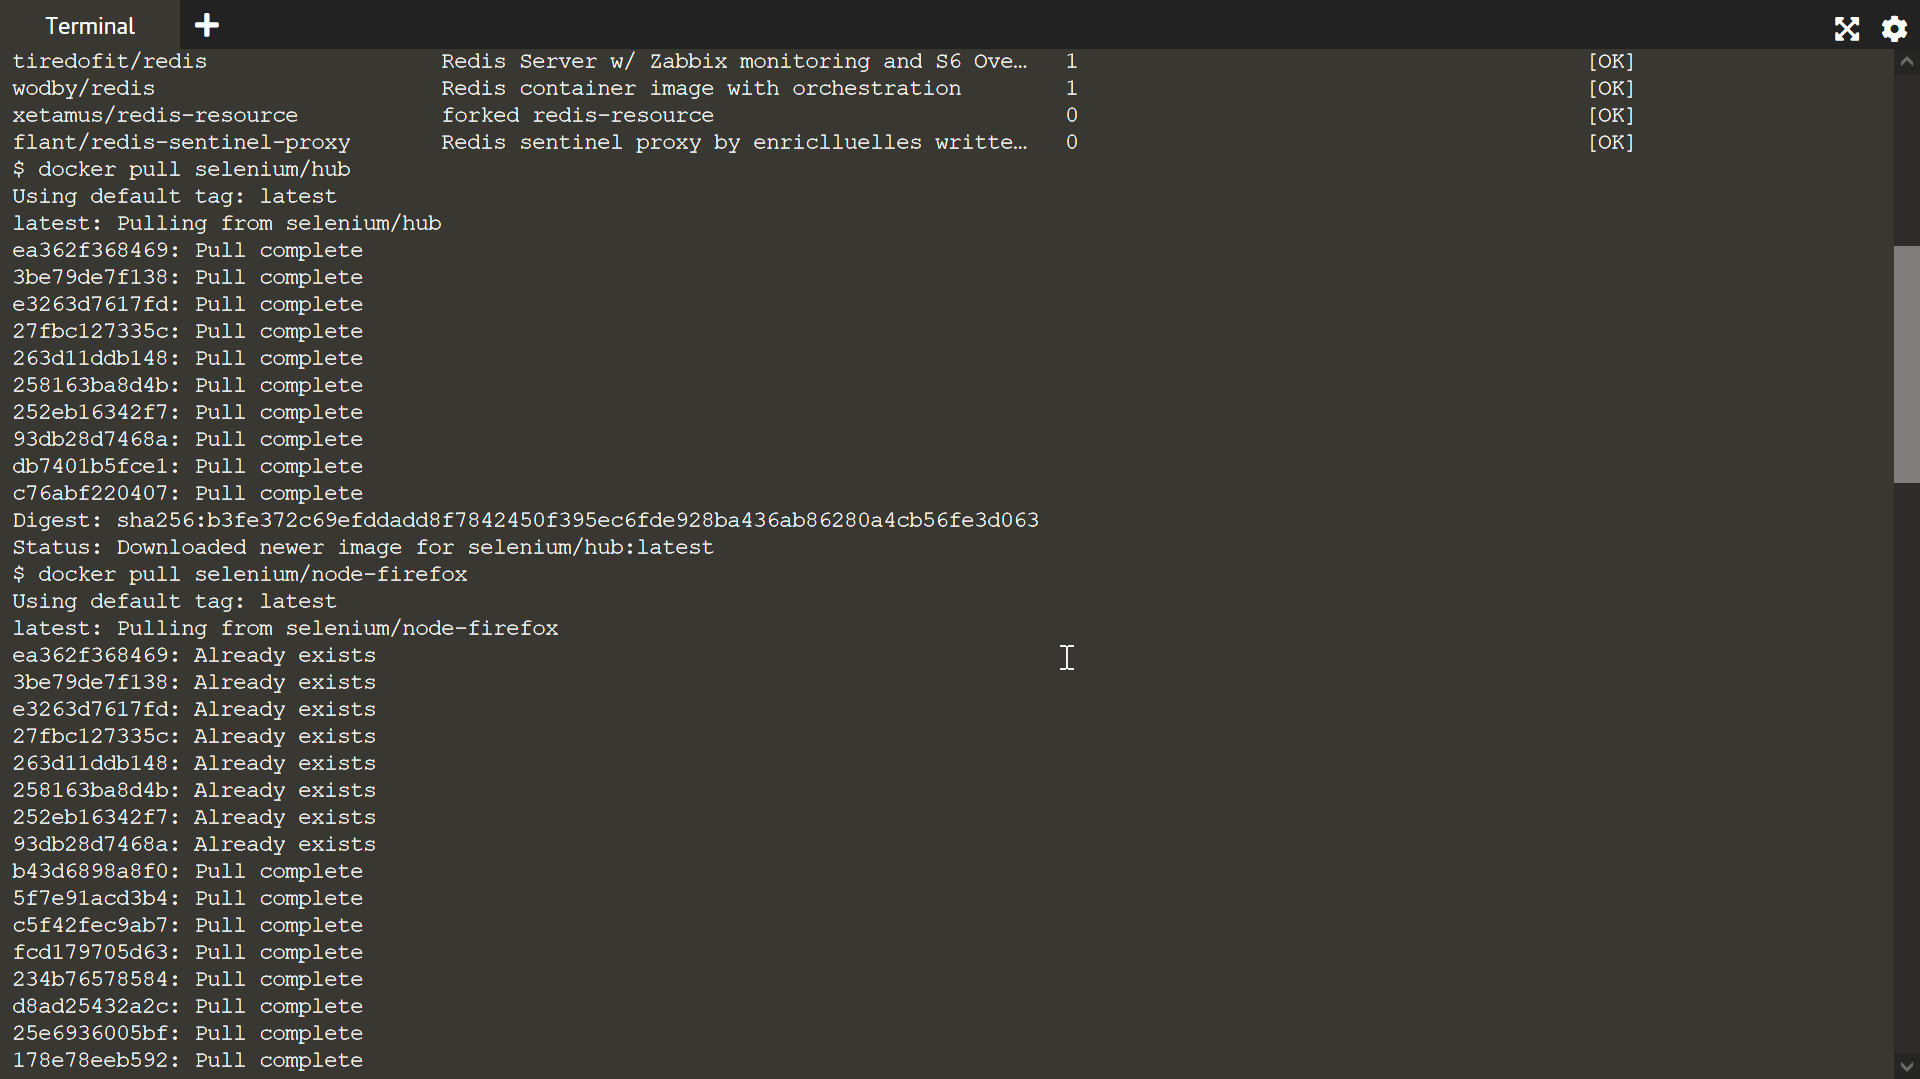 Terminal
tiredofit/redis Redis Server w/ Zabbix monitoring and S6 Ove… 1 [OK]
wodby/redis Redis container image with orchestration 1 [OK]
xetamus/redis-resource forked redis-resource 0 [OK]
flant/redis-sentinel-proxy Redis sentinel proxy by enriclluelles writte… 0 [OK]
$ docker pull selenium/hub
Using default tag: latest
latest: Pulling from selenium/hub
ea362f368469: Pull complete
3be79de7f138: Pull complete
e3263d7617fd: Pull complete
27fbc127335c: Pull complete
263d11ddb148: Pull complete
258163ba8d4b: Pull complete
252eb16342f7: Pull complete
93db28d7468a: Pull complete
db7401b5fce1: Pull complete
c76abf220407: Pull complete
Digest: sha256:b3fe372c69efddadd8f7842450f395ec6fde928ba436ab86280a4cb56fe3d063
Status: Downloaded newer image for selenium/hub:latest
$ docker pull selenium/node-firefox
Using default tag: latest
latest: Pulling from selenium/node-firefox
ea362f368469: Already exists
3be79de7f138: Already exists
e3263d7617fd: Already exists
27fbc127335c: Already exists
263d11ddb148: Already exists
258163ba8d4b: Already exists
252eb16342f7: Already exists
93db28d7468a: Already exists
b43d6898a8f0: Pull complete
5f7e91acd3b4: Pull complete
c5f42fec9ab7: Pull complete
fcd179705d63: Pull complete
234b76578584: Pull complete
d8ad25432a2c: Pull complete
25e6936005bf: Pull complete
178e78eeb592: Pull complete